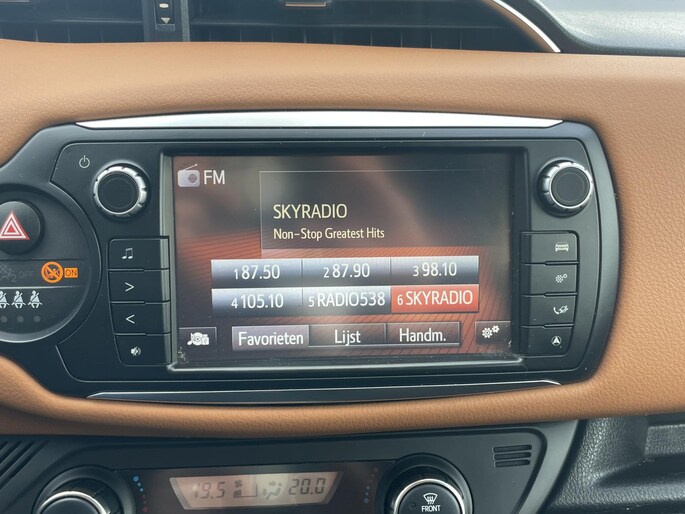 FM
SKYRADIO
Non-Stop Greatest Hits
1 87.50 2 87.90 3 98.10
4 105.10 5 RADIO538 6 SKYRADIO
Favorieten Lijst Handm.
OFF
ON
19.5 20.0
FRONT